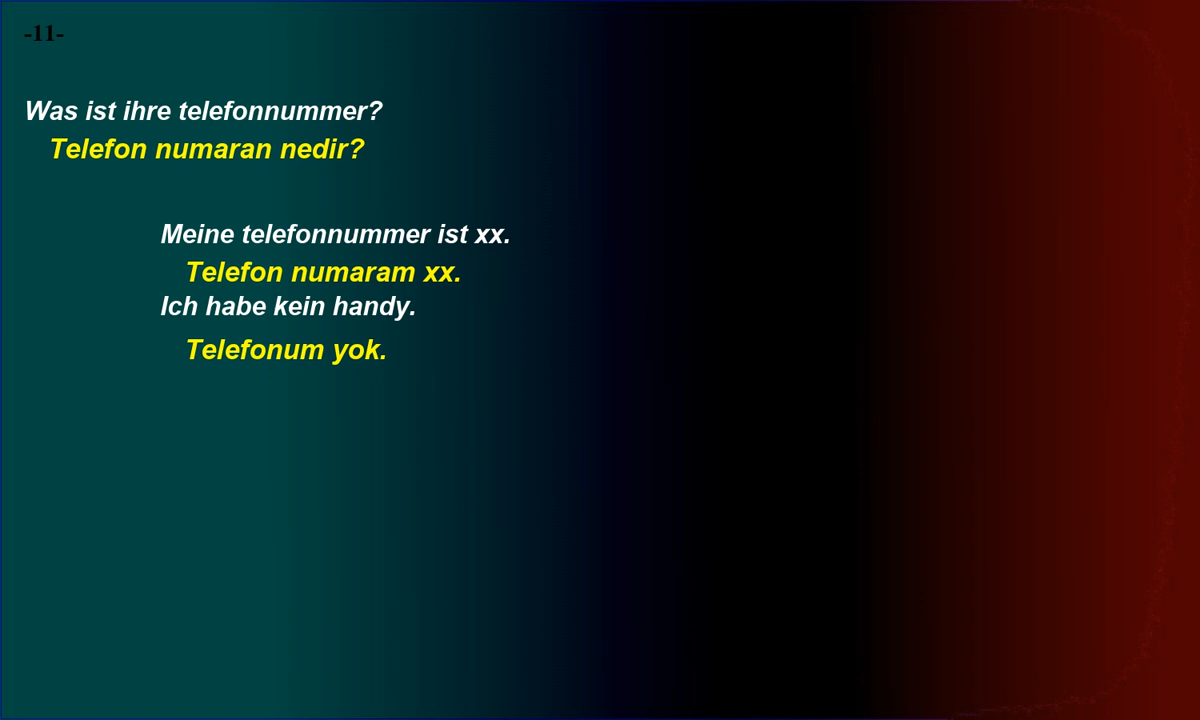 -11-
Was ist ihre telefonnummer?
Telefon numaran nedir?
Meine telefonnummer ist xx.
Telefon numaram xx.
Ich habe kein handy.
Telefonum yok.